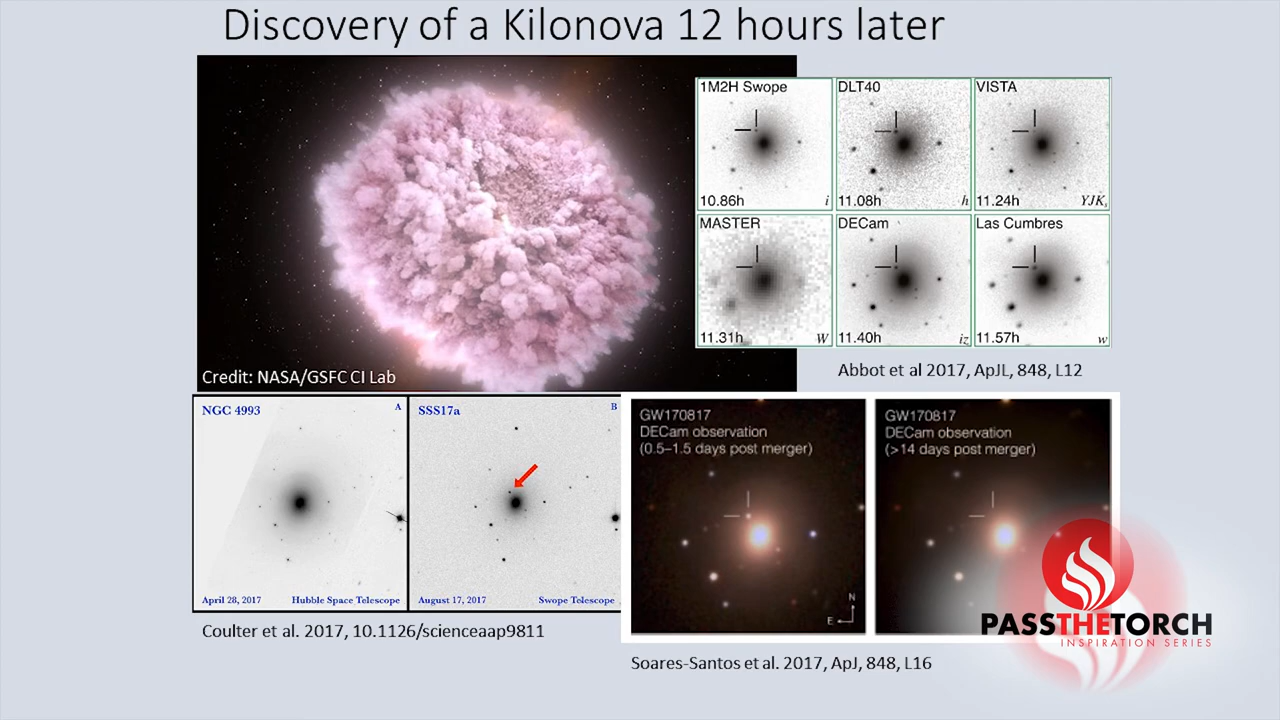 Discovery of a Kilonova 12 hours later
1M2H Swope
10.86h
i
DLT40
11.08h
h
VISTA
11.24h
YJKs
MASTER
11.31h
W
DECam
11.40h
iz
Las Cumbres
11.57h
w
Credit: NASA/GSFC CI Lab
Abbot et al 2017, ApJL, 848, L12
NGC 4993
A
April 28, 2017
Hubble Space Telescope
SSS17a
B
August 17, 2017
Swope Telescope
Coulter et al. 2017, 10.1126/scienceaap9811
GW170817
DECam observation
(0.5–1.5 days post merger)
N
E
GW170817
DECam observation
(>14 days post merger)
Soares-Santos et al. 2017, ApJ, 848, L16
PASSTHETORCH
INSPIRATION SERIES